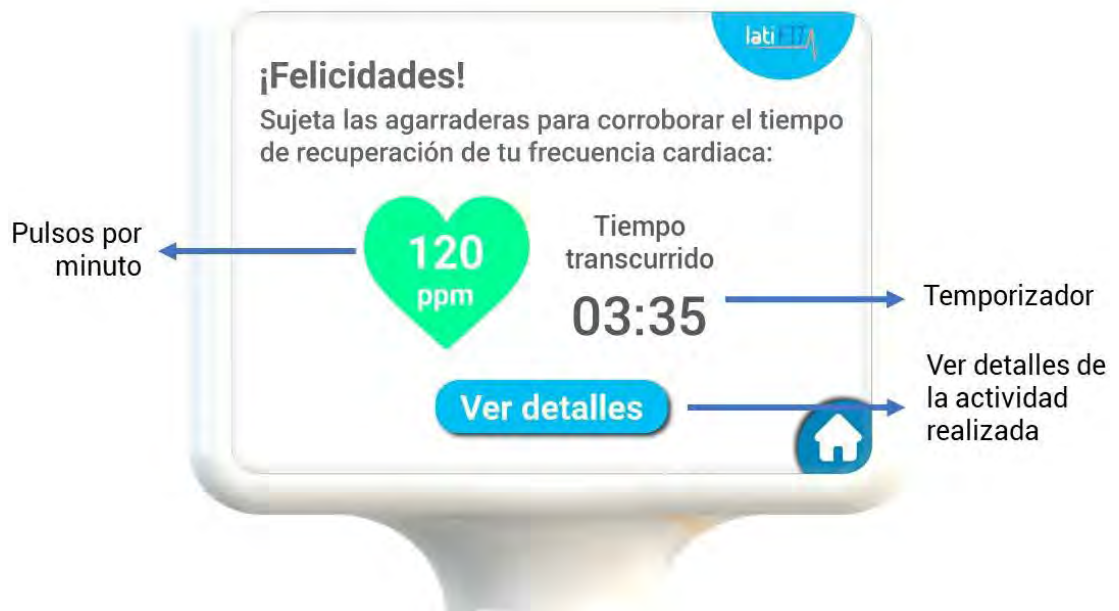 latiFIT
¡Felicidades!
Sujeta las agarraderas para corroborar el tiempo
de recuperación de tu frecuencia cardiaca:
Pulsos por
minuto
120
ppm
Tiempo
transcurrido
03:35
Temporizador
Ver detalles
Ver detalles de
la actividad
realizada